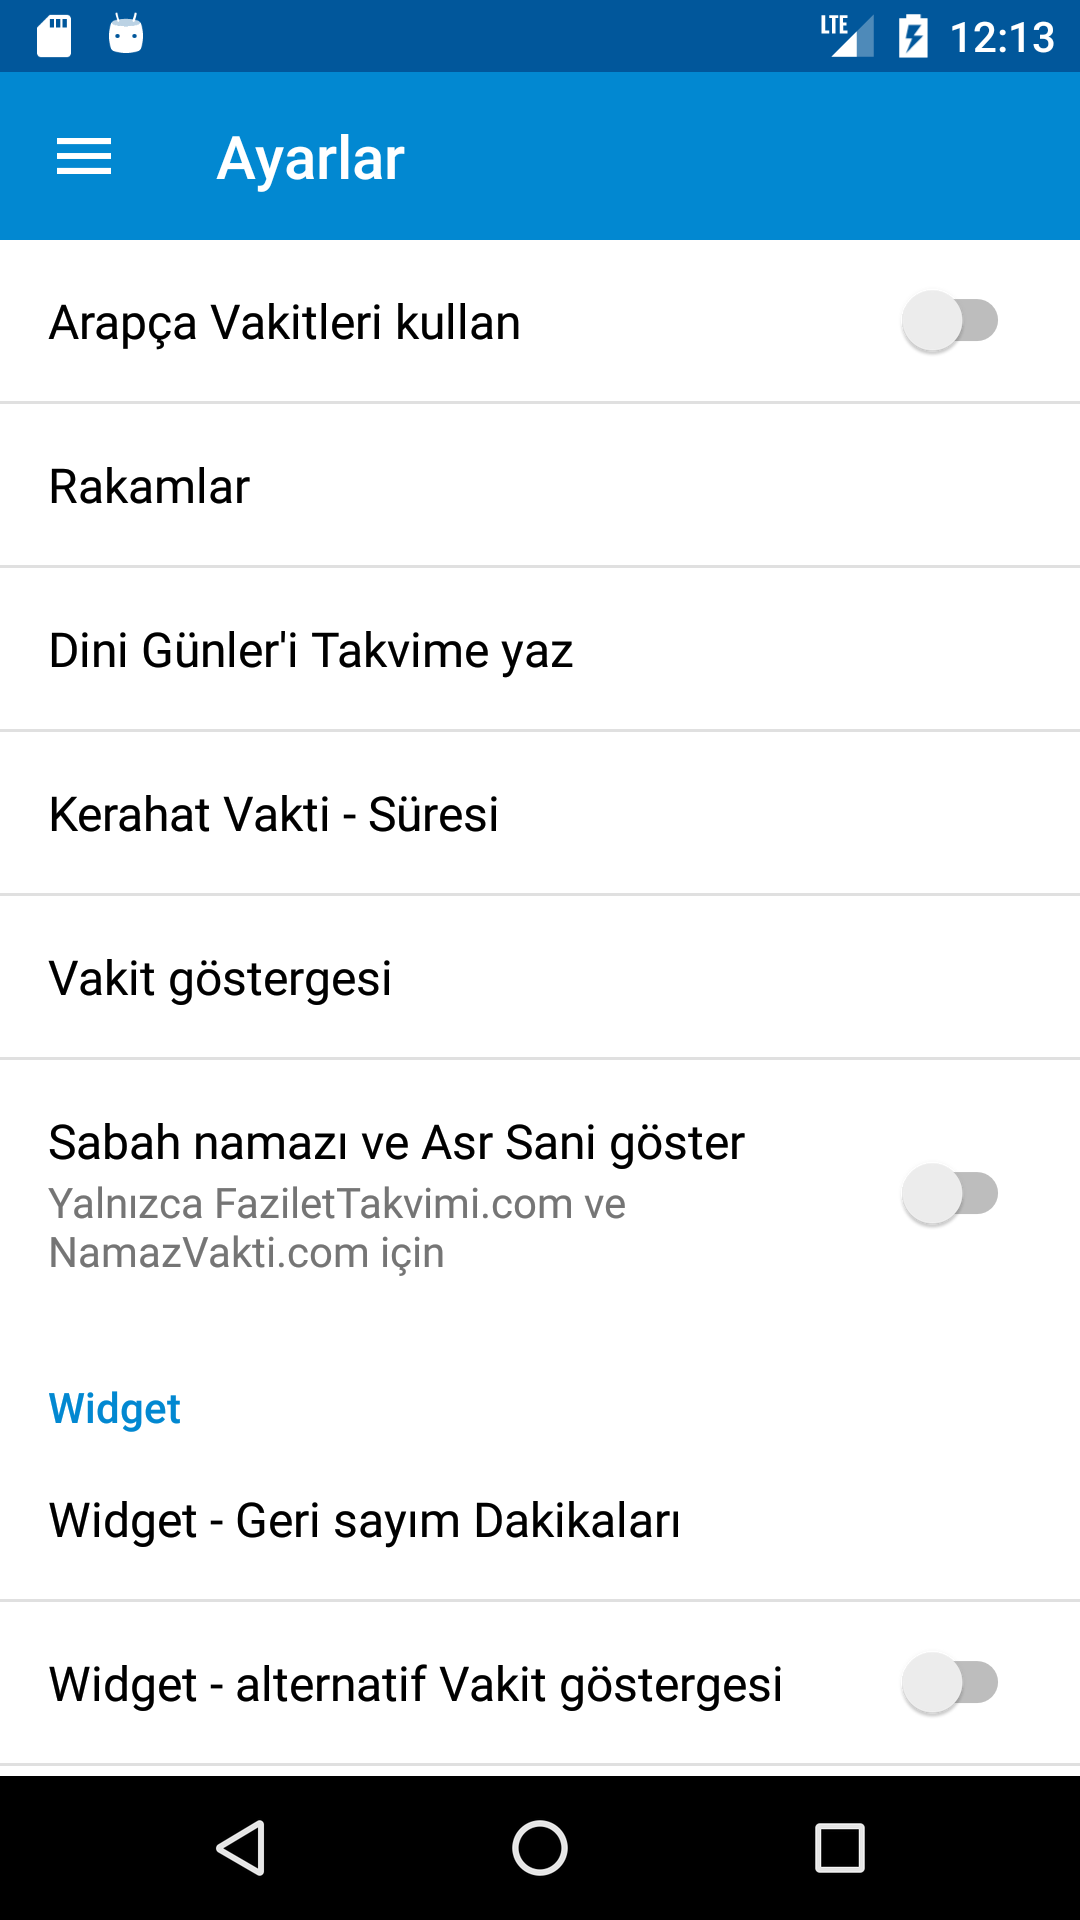 LTE 12:13
Ayarlar
Arapça Vakitleri kullan
Rakamlar
Dini Günler'i Takvime yaz
Kerahat Vakti - Süresi
Vakit göstergesi
Sabah namazı ve Asr Sani göster
Yalnızca FaziletTakvimi.com ve
NamazVakti.com için
Widget
Widget - Geri sayım Dakikaları
Widget - alternatif Vakit göstergesi